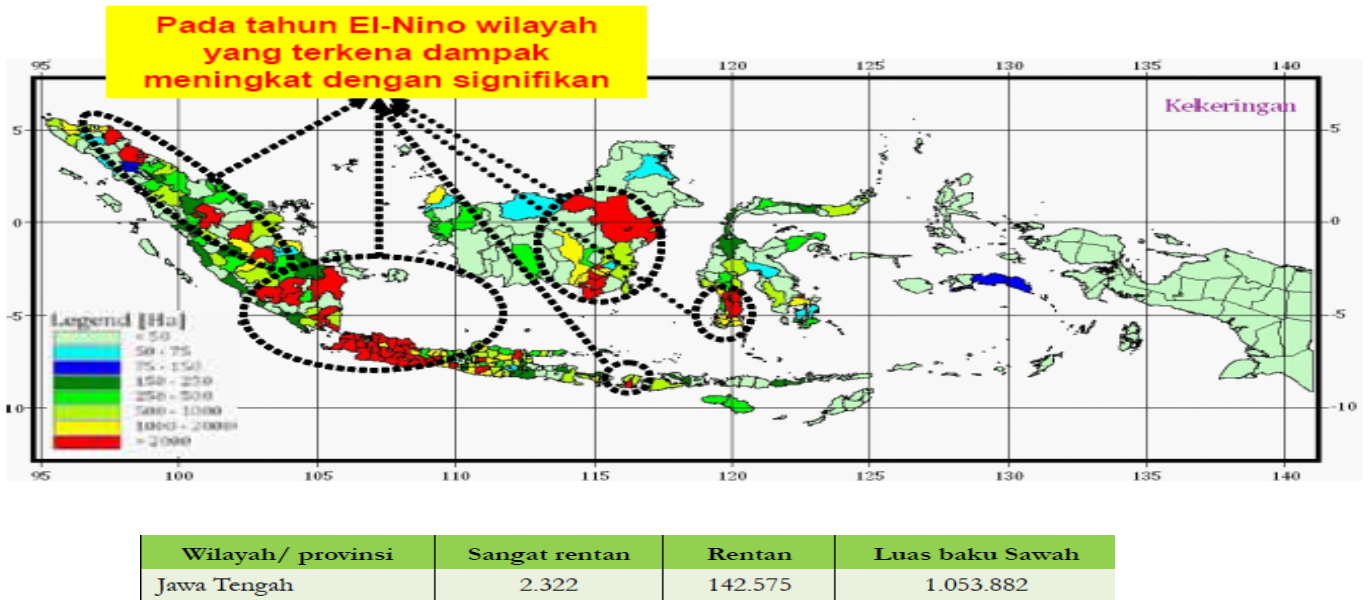 Pada tahun El-Nino wilayah
yang terkena dampak
meningkat dengan signifikan
95 100 105 110 115 120 125 130 135 140
Kekeringan
5 5
0 0
-5 -5
10 -10
Legend [Ha]
< 50
50 - 75
75 - 150
150 - 250
250 - 500
500 - 1000
1000 - 2000
> 2000
95 100 105 110 115 120 125 130 135 140
Wilayah/ provinsi Sangat rentan Rentan Luas baku Sawah
Jawa Tengah 2.322 142.575 1.053.882